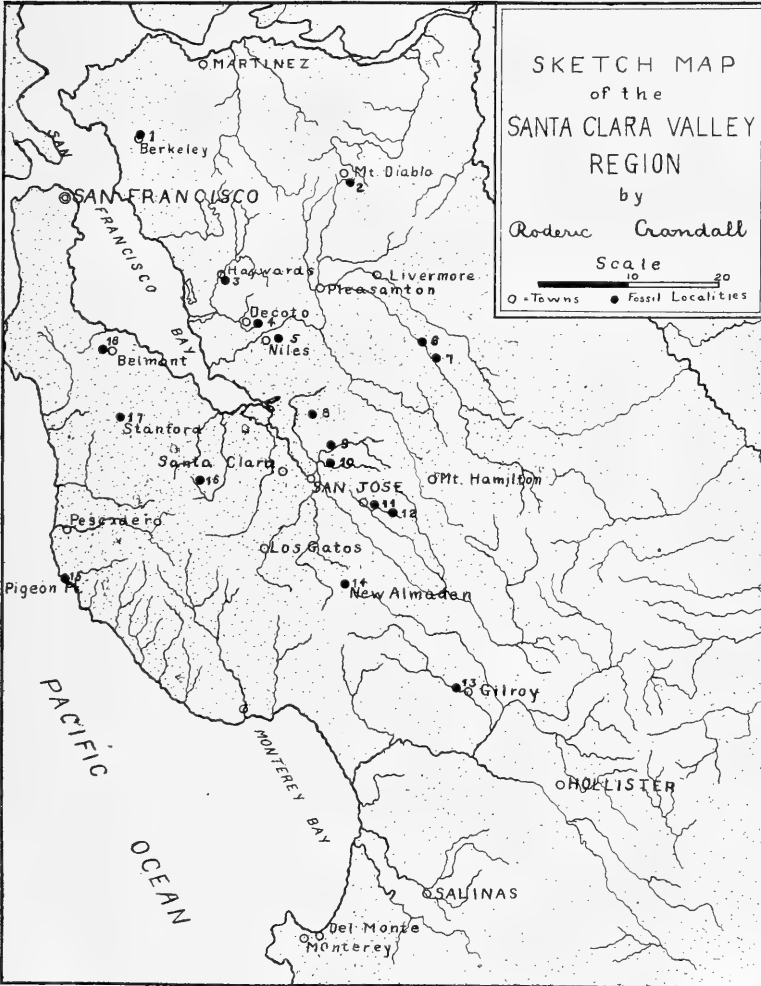 SKETCH MAP
of the
SANTA CLARA VALLEY
REGION
by
Roderic Crandall
Scale
10 20
O = Towns ● Fossil Localities
MARTINEZ
1
Berkeley
SAN
FRANCISCO
BAY
Mt. Diablo
2
SAN FRANCISCO
Haywards
3
Livermore
Pleasanton
Decoto
4
5
Niles
6
7
18
Belmont
8
17
Stanford
9
10
Santa Clara
16
SAN JOSE
Mt. Hamilton
11
12
Pescadero
Los Gatos
15
Pigeon Pt.
14
New Almaden
13
Gilroy
PACIFIC
OCEAN
MONTEREY BAY
HOLLISTER
SALINAS
Del Monte
Monterey